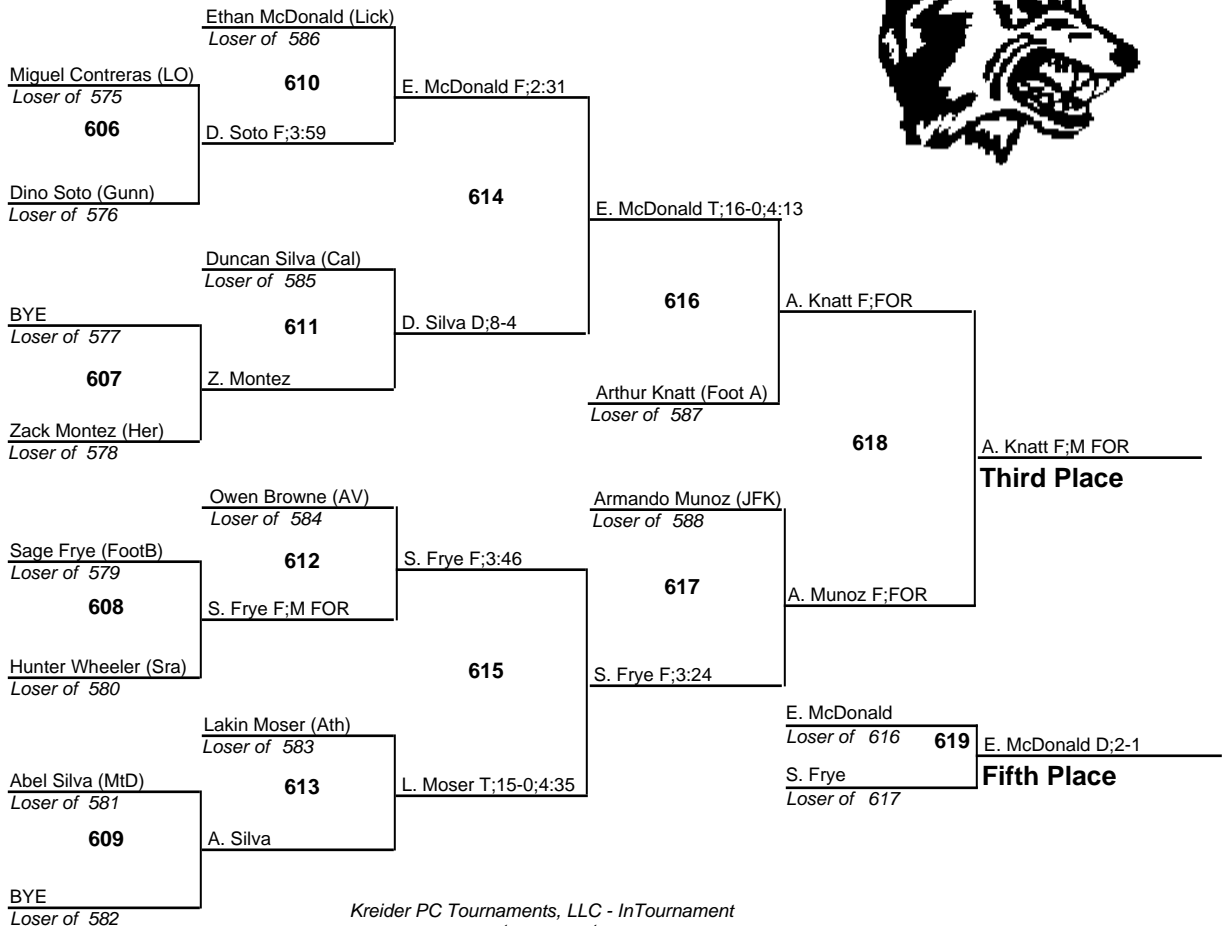 Ethan McDonald (Lick)
Loser of 586
Miguel Contreras (LO)
Loser of 575
610
E. McDonald F;2:31
606
D. Soto F;3:59
Dino Soto (Gunn)
Loser of 576
614
E. McDonald T;16-0;4:13
Duncan Silva (Cal)
Loser of 585
BYE
Loser of 577
611
D. Silva D;8-4
616
A. Knatt F;FOR
607
Z. Montez
Arthur Knatt (Foot A)
Loser of 587
Zack Montez (Her)
Loser of 578
618
A. Knatt F;M FOR
Third Place
Owen Browne (AV)
Loser of 584
Armando Munoz (JFK)
Loser of 588
Sage Frye (FootB)
Loser of 579
612
S. Frye F;3:46
617
608
S. Frye F;M FOR
A. Munoz F;FOR
Hunter Wheeler (Sra)
Loser of 580
615
S. Frye F;3:24
Lakin Moser (Ath)
Loser of 583
E. McDonald
Loser of 616
619
E. McDonald D;2-1
Fifth Place
Abel Silva (MtD)
Loser of 581
613
L. Moser T;15-0;4:35
S. Frye
Loser of 617
609
A. Silva
BYE
Loser of 582
Kreider PC Tournaments, LLC - InTournament